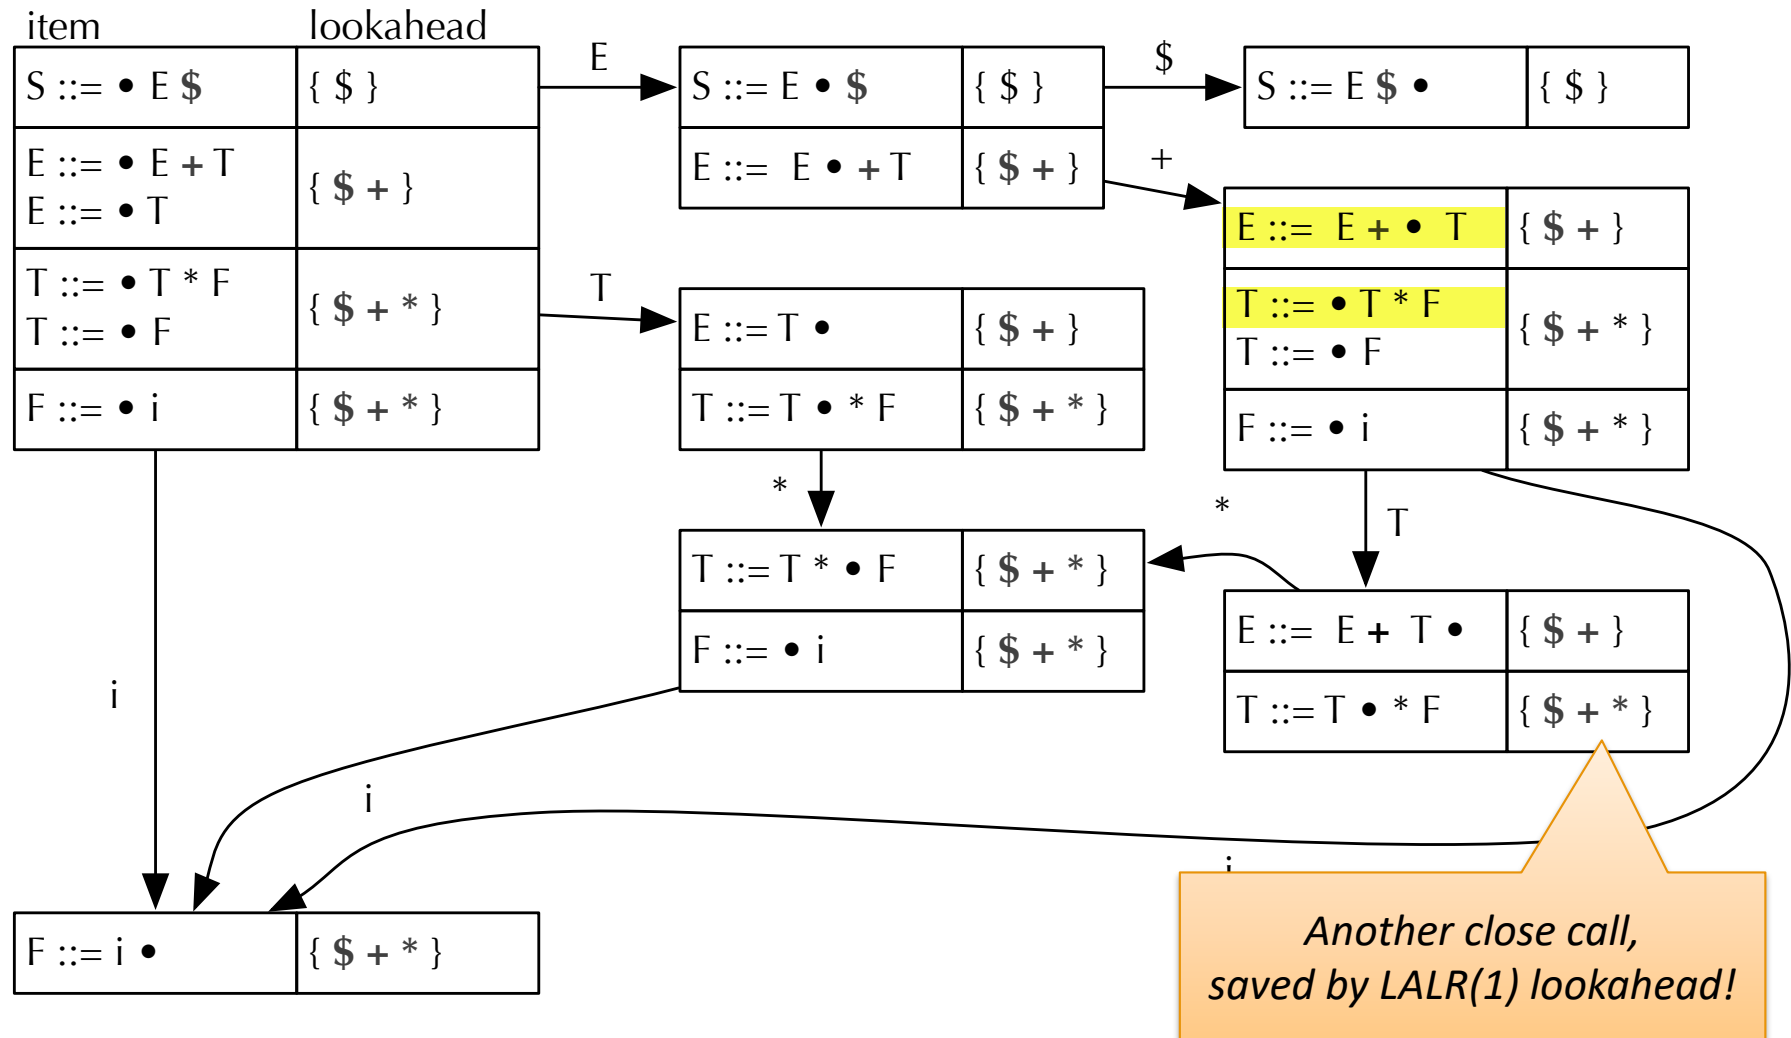 item lookahead
S ::= • E $ { $ }
E ::= • E + T
E ::= • T
{ $ + }
T ::= • T * F
T ::= • F
{ $ + * }
F ::= • i { $ + * }
E
S ::= E • $ { $ }
E ::= E • + T { $ + }
$
S ::= E $ • { $ }
+
E ::= E + • T { $ + }
T ::= • T * F
T ::= • F
{ $ + * }
F ::= • i { $ + * }
T
E ::= T • { $ + }
T ::= T • * F { $ + * }
*
T ::= T * • F { $ + * }
F ::= • i { $ + * }
*
T
E ::= E + T • { $ + }
T ::= T • * F { $ + * }
i
i
i
F ::= i • { $ + * }
Another close call,
saved by LALR(1) lookahead!